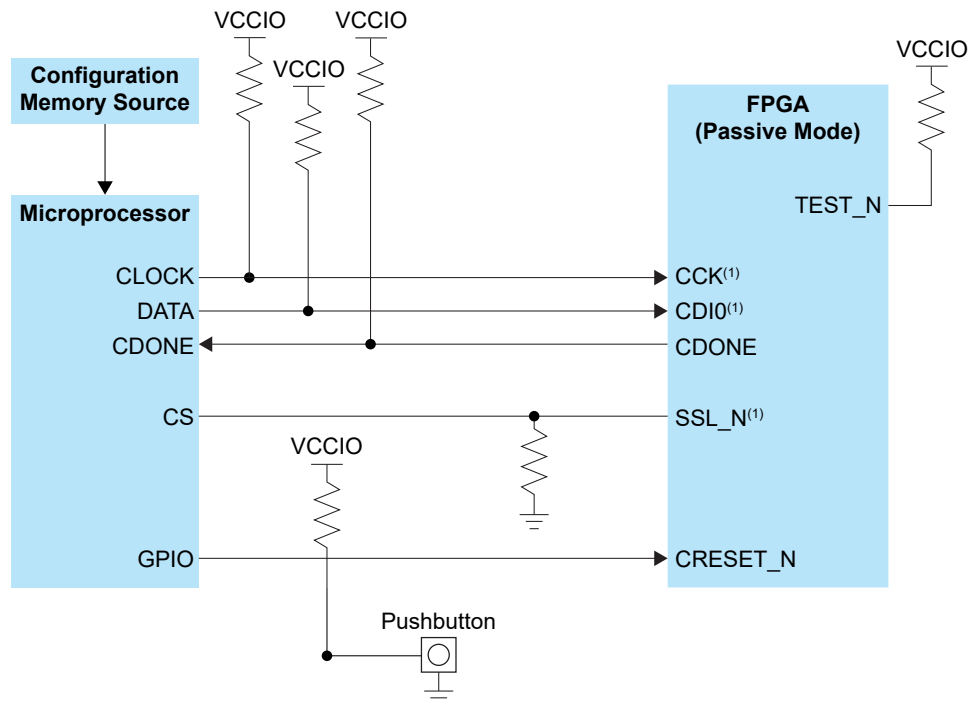 VCCIO
VCCIO
VCCIO
VCCIO
Configuration
Memory Source
FPGA
(Passive Mode)
Microprocessor
TEST_N
CLOCK
CCK(1)
DATA
CDI0(1)
CDONE
CDONE
CS
SSL_N(1)
VCCIO
GPIO
CRESET_N
Pushbutton